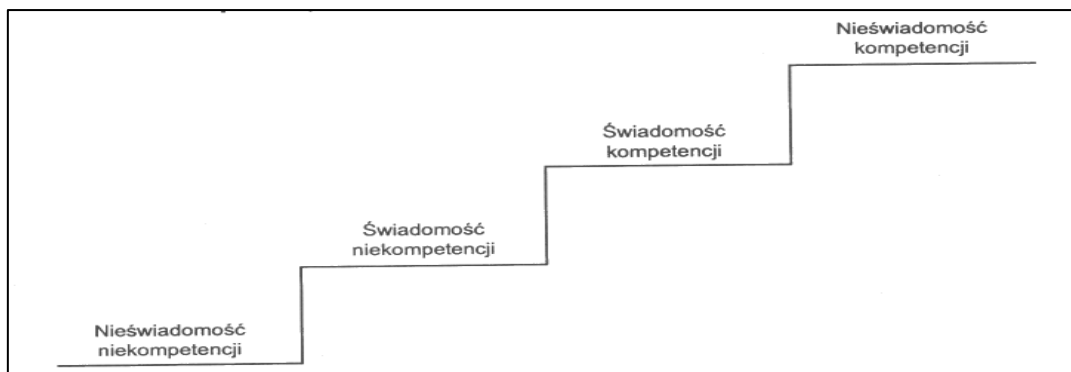 Nieświadomość
kompetencji
Świadomość
kompetencji
Świadomość
niekompetencji
Nieświadomość
niekompetencji